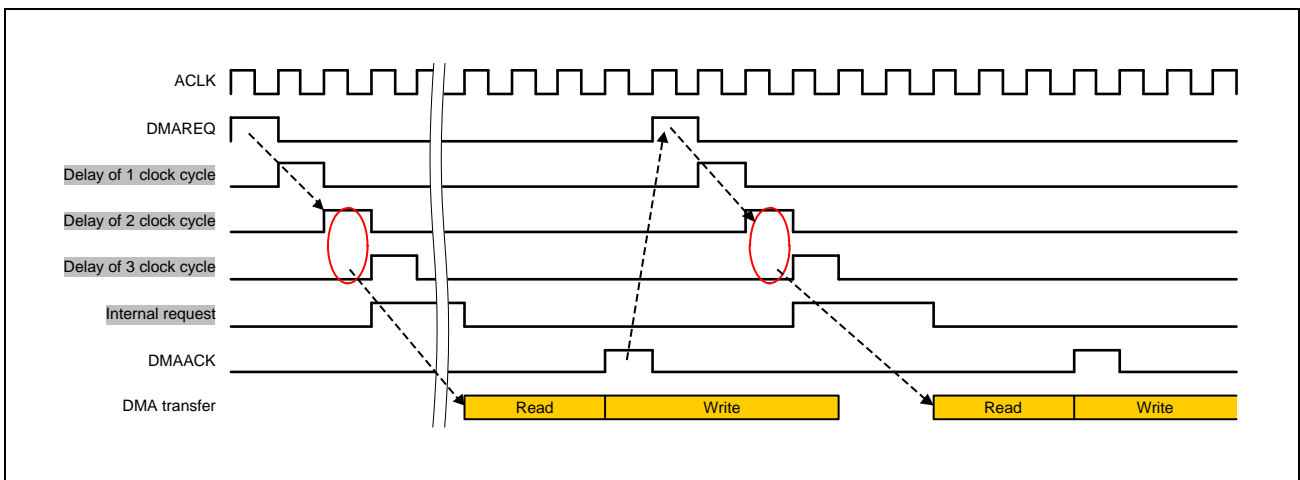 ACLK
DMAREQ
Delay of 1 clock cycle
Delay of 2 clock cycle
Delay of 3 clock cycle
Internal request
DMAACK
DMA transfer
Read
Write
Read
Write